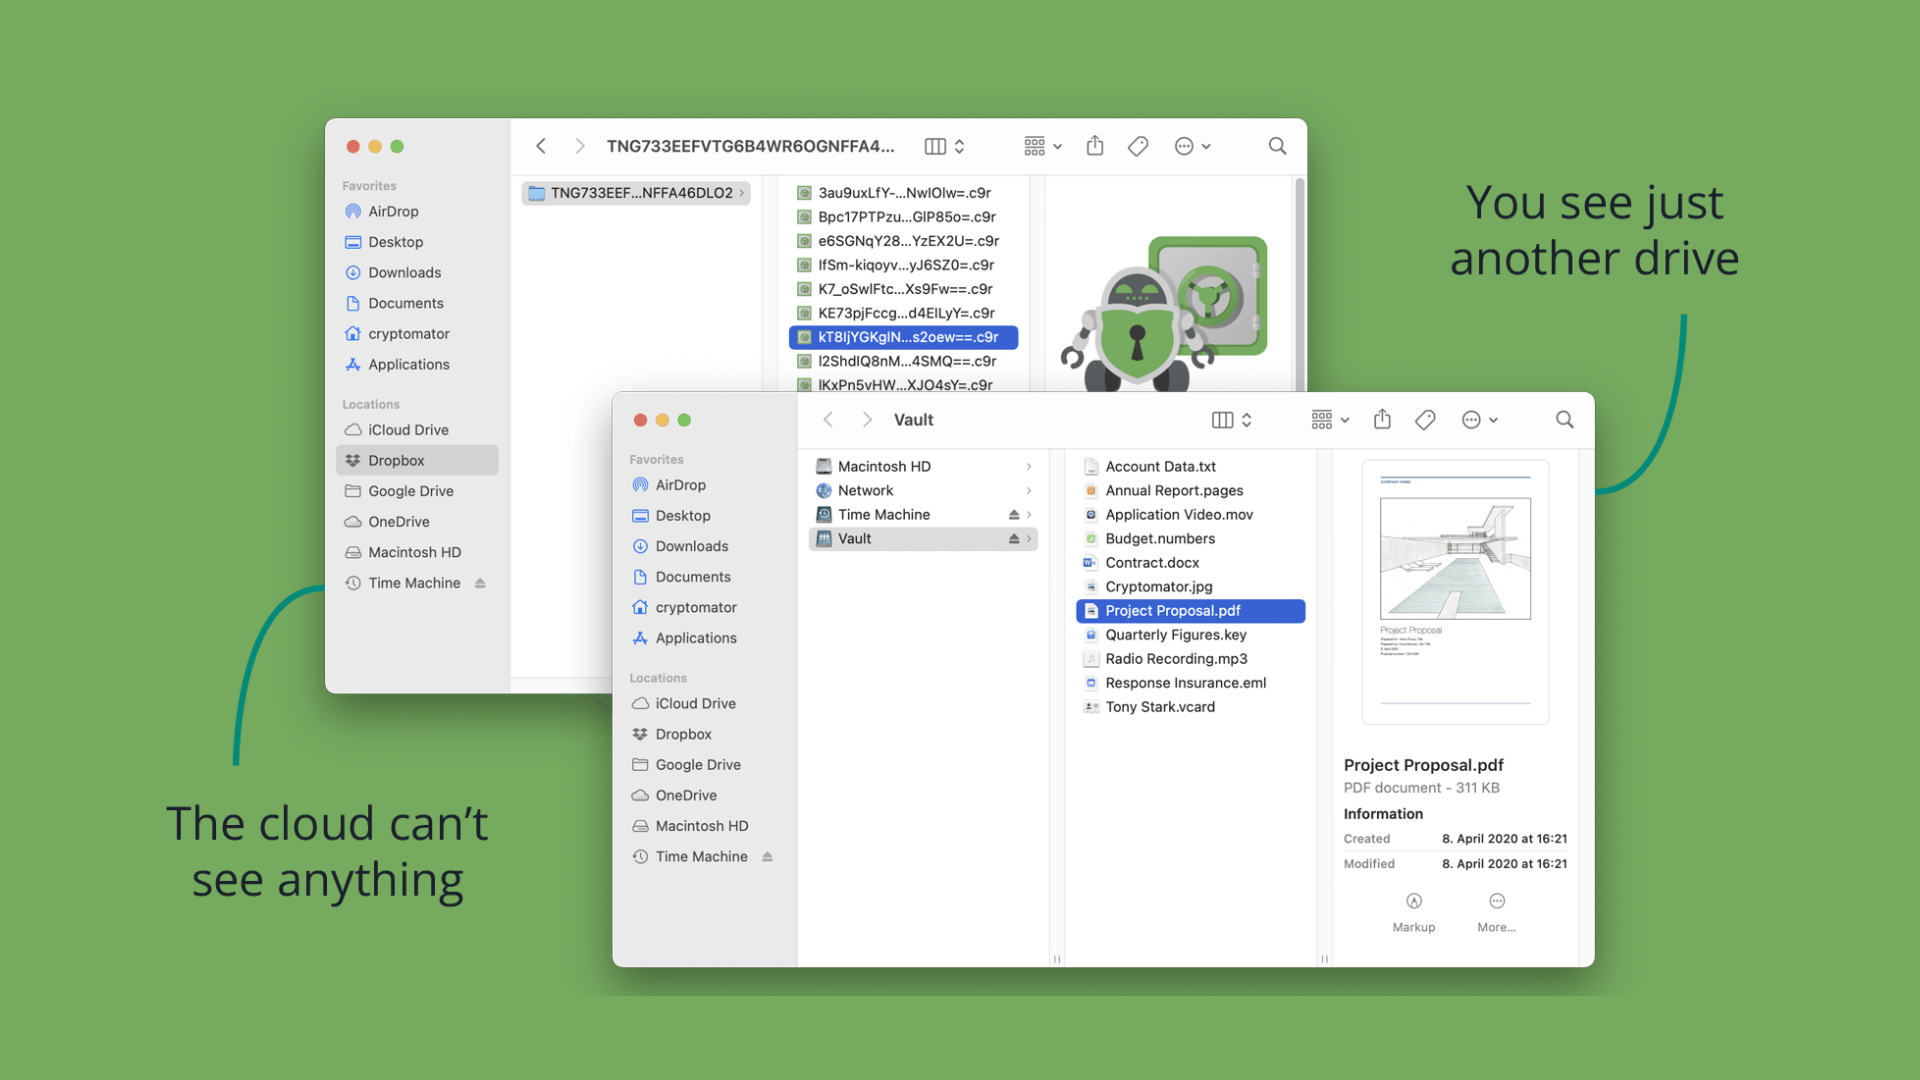 TNG733EEFVTG6B4WR6OGNFFA4...
Favorites
AirDrop
Desktop
Downloads
Documents
cryptomator
Applications
Locations
iCloud Drive
Dropbox
Google Drive
OneDrive
Macintosh HD
Time Machine
TNG733EEF...NFFA46DLO2
3au9uxLfY-...NwlOlw=.c9r
Bpc17PTPzu...GlP85o=.c9r
e6SGNqY28...YzEX2U=.c9r
IfSm-kiqoyv...yJ6SZ0=.c9r
K7_oSwlFtc...Xs9Fw==.c9r
KE73pjFccg...d4ElLyY=.c9r
kT8IjYGKglN...s2oew==.c9r
l2ShdIQ8nM...4SMQ==.c9r
lKxPn5vHW...XJO4sY=.c9r
You see just
another drive
Vault
Favorites
AirDrop
Desktop
Downloads
Documents
cryptomator
Applications
Locations
iCloud Drive
Dropbox
Google Drive
OneDrive
Macintosh HD
Time Machine
Macintosh HD
Network
Time Machine
Vault
Account Data.txt
Annual Report.pages
Application Video.mov
Budget.numbers
Contract.docx
Cryptomator.jpg
Project Proposal.pdf
Quarterly Figures.key
Radio Recording.mp3
Response Insurance.eml
Tony Stark.vcard
COMPANY NAME
Project Proposal
Project Proposal.pdf
PDF document - 311 KB
Information
Created 8. April 2020 at 16:21
Modified 8. April 2020 at 16:21
Markup
More...
The cloud can't
see anything